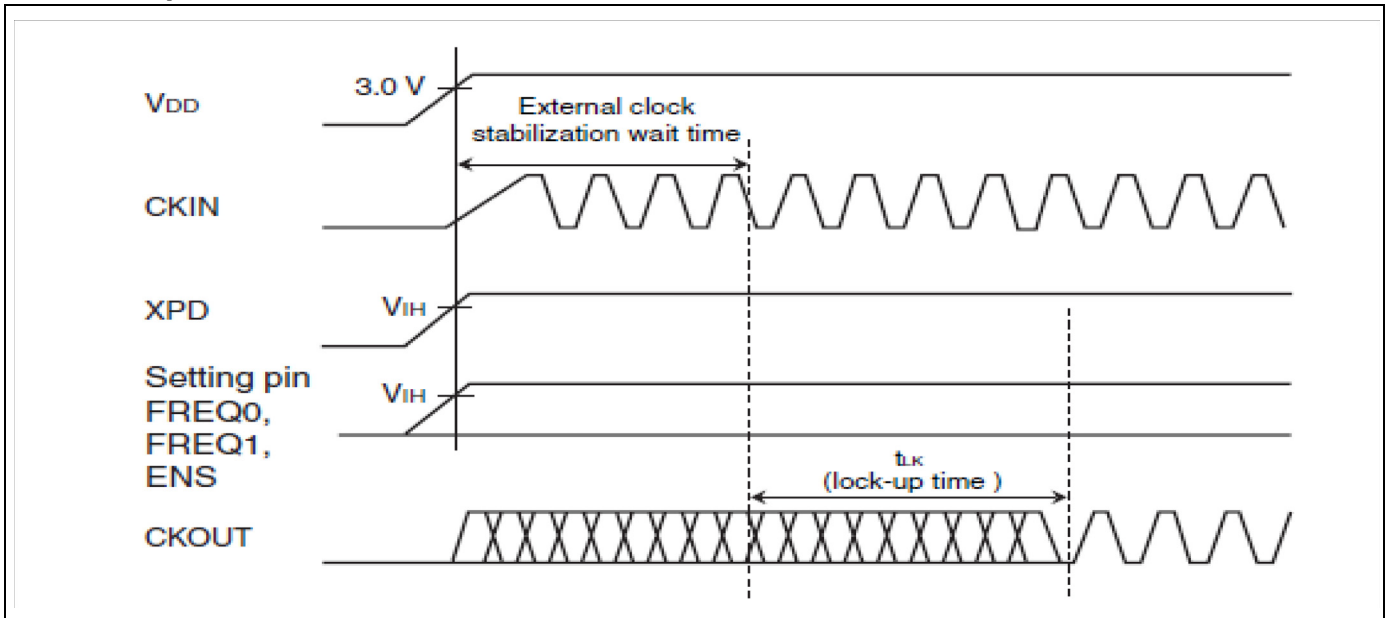 VDD
3.0 V
External clock
stabilization wait time
CKIN
XPD
VIH
Setting pin
FREQ0,
FREQ1,
ENS
VIH
tLK
(lock-up time )
CKOUT